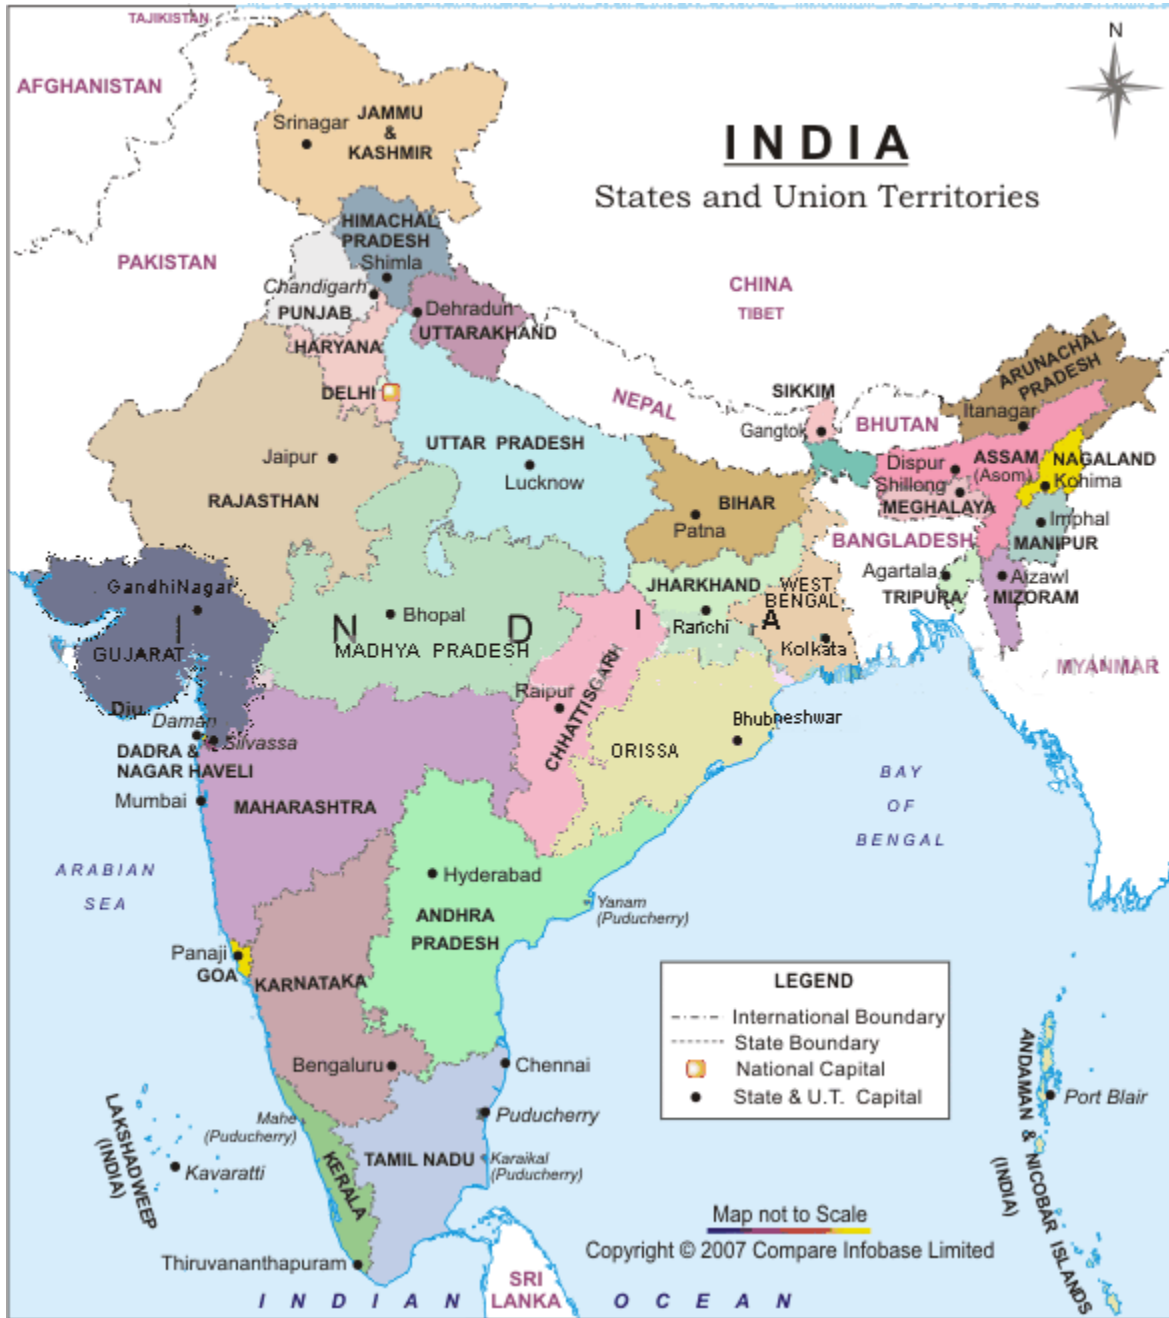 TAJIKISTAN
AFGHANISTAN
N
JAMMU
&
KASHMIR
Srinagar
INDIA
States and Union Territories
HIMACHAL
PRADESH
Shimla
PAKISTAN
Chandigarh
PUNJAB
CHINA
TIBET
Dehradun
UTTARAKHAND
HARYANA
DELHI
ARUNACHAL
PRADESH
Itanagar
NEPAL
SIKKIM
Gangtok
BHUTAN
UTTAR PRADESH
Lucknow
Jaipur
RAJASTHAN
Dispur
ASSAM
(Asom)
NAGALAND
Kohima
Shillong
MEGHALAYA
BIHAR
Patna
Imphal
MANIPUR
BANGLADESH
GandhiNagar
GUJARAT
JHARKHAND
Ranchi
WEST
BENGAL
Kolkata
Agartala
TRIPURA
Aizawl
MIZORAM
Bhopal
I N D I A
MADHYA PRADESH
MYANMAR
Raipur
CHHATTISGARH
Diu
Daman
Silvassa
DADRA &
NAGAR HAVELI
Bhubneshwar
ORISSA
Mumbai
MAHARASHTRA
BAY
OF
BENGAL
ARABIAN
SEA
Hyderabad
ANDHRA
PRADESH
Yanam
(Puducherry)
Panaji
GOA
KARNATAKA
LEGEND
International Boundary
State Boundary
National Capital
State & U.T. Capital
Bengaluru
Chennai
Mahe
(Puducherry)
Puducherry
LAKSHADWEEP
(INDIA)
Kavaratti
KERALA
TAMIL NADU
Karaikal
(Puducherry)
Port Blair
ANDAMAN & NICOBAR ISLANDS
(INDIA)
Thiruvananthapuram
Map not to Scale
Copyright © 2007 Compare Infobase Limited
SRI
LANKA
INDIAN OCEAN